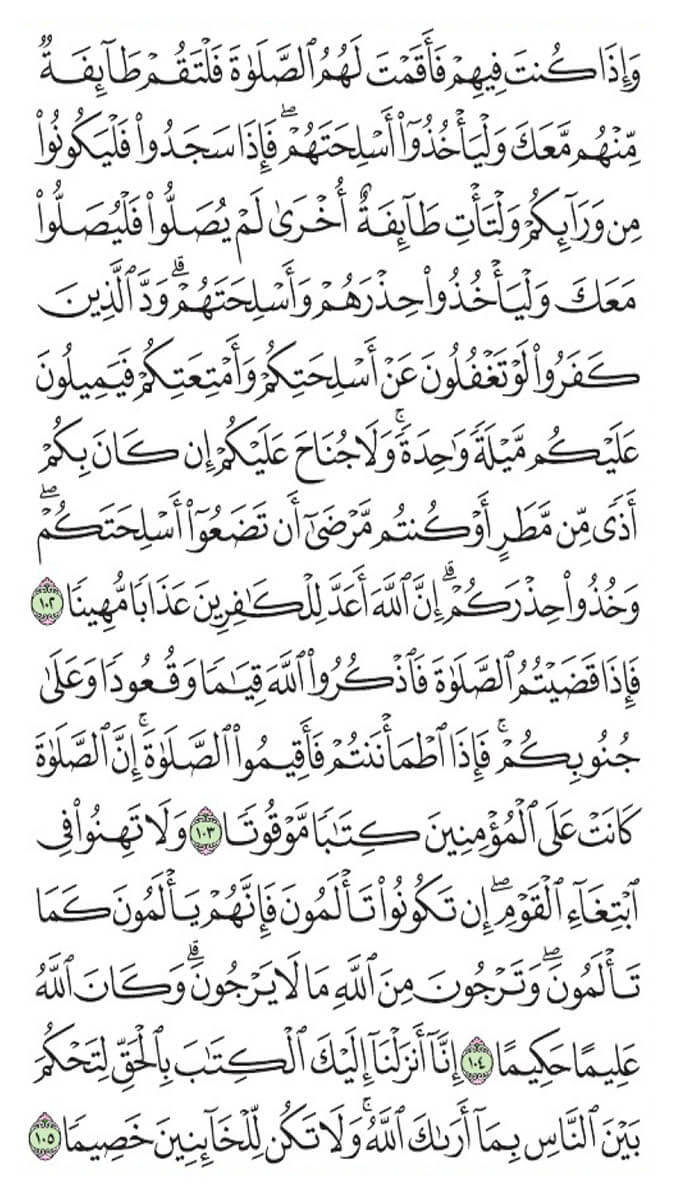 وَإِذَا كُنتَ فِيهِمْ فَأَقَمْتَ لَهُمُ ٱلصَّلَوٰةَ فَلْتَقُمْ طَآئِفَةٌ
مِّنْهُم مَّعَكَ وَلْيَأْخُذُوٓا۟ أَسْلِحَتَهُمْۖ فَإِذَا سَجَدُوا۟ فَلْيَكُونُوا۟
مِن وَرَآئِكُمْ وَلْتَأْتِ طَآئِفَةٌ أُخْرَىٰ لَمْ يُصَلُّوا۟ فَلْيُصَلُّوا۟
مَعَكَ وَلْيَأْخُذُوا۟ حِذْرَهُمْ وَأَسْلِحَتَهُمْۗ وَدَّ ٱلَّذِينَ
كَفَرُوا۟ لَوْ تَغْفُلُونَ عَنْ أَسْلِحَتِكُمْ وَأَمْتِعَتِكُمْ فَيَمِيلُونَ
عَلَيْكُم مَّيْلَةً وَٰحِدَةًۚ وَلَا جُنَاحَ عَلَيْكُمْ إِن كَانَ بِكُمْ
أَذًى مِّن مَّطَرٍ أَوْ كُنتُم مَّرْضَىٰٓ أَن تَضَعُوٓا۟ أَسْلِحَتَكُمْۖ
وَخُذُوا۟ حِذْرَكُمْۗ إِنَّ ٱللَّهَ أَعَدَّ لِلْكَٰفِرِينَ عَذَابًا مُّهِينًا ١٠٢
فَإِذَا قَضَيْتُمُ ٱلصَّلَوٰةَ فَٱذْكُرُوا۟ ٱللَّهَ قِيَٰمًا وَقُعُودًا وَعَلَىٰ
جُنُوبِكُمْۚ فَإِذَا ٱطْمَأْنَنتُمْ فَأَقِيمُوا۟ ٱلصَّلَوٰةَۚ إِنَّ ٱلصَّلَوٰةَ
كَانَتْ عَلَى ٱلْمُؤْمِنِينَ كِتَٰبًا مَّوْقُوتًا ١٠٣ وَلَا تَهِنُوا۟ فِى
ٱبْتِغَآءِ ٱلْقَوْمِۖ إِن تَكُونُوا۟ تَأْلَمُونَ فَإِنَّهُمْ يَأْلَمُونَ كَمَا
تَأْلَمُونَۖ وَتَرْجُونَ مِنَ ٱللَّهِ مَا لَا يَرْجُونَۗ وَكَانَ ٱللَّهُ
عَلِيمًا حَكِيمًا ١٠٤ إِنَّآ أَنزَلْنَآ إِلَيْكَ ٱلْكِتَٰبَ بِٱلْحَقِّ لِتَحْكُمَ
بَيْنَ ٱلنَّاسِ بِمَآ أَرَىٰكَ ٱللَّهُۚ وَلَا تَكُن لِّلْخَآئِنِينَ خَصِيمًا ١٠٥